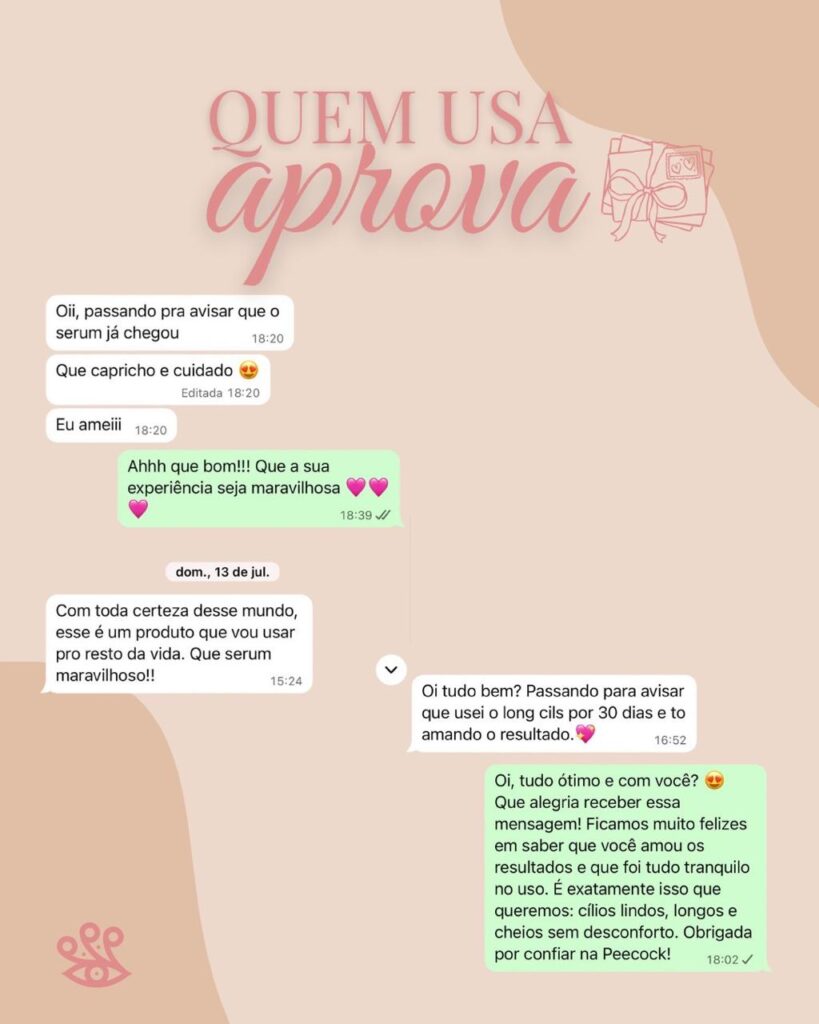 QUEM USA
aprova
Oii, passando pra avisar que o
serum já chegou
18:20
Que capricho e cuidado 😍
Editada 18:20
Eu ameiii
18:20
Ahhh que bom!!! Que a sua
experiência seja maravilhosa 💗💗
💗
18:39
dom., 13 de jul.
Com toda certeza desse mundo,
esse é um produto que vou usar
pro resto da vida. Que serum
maravilhoso!!
15:24
Oi tudo bem? Passando para avisar
que usei o long cils por 30 dias e to
amando o resultado.💖
16:52
Oi, tudo ótimo e com você? 😍
Que alegria receber essa
mensagem! Ficamos muito felizes
em saber que você amou os
resultados e que foi tudo tranquilo
no uso. É exatamente isso que
queremos: cílios lindos, longos e
cheios sem desconforto. Obrigada
por confiar na Peecock!
18:02